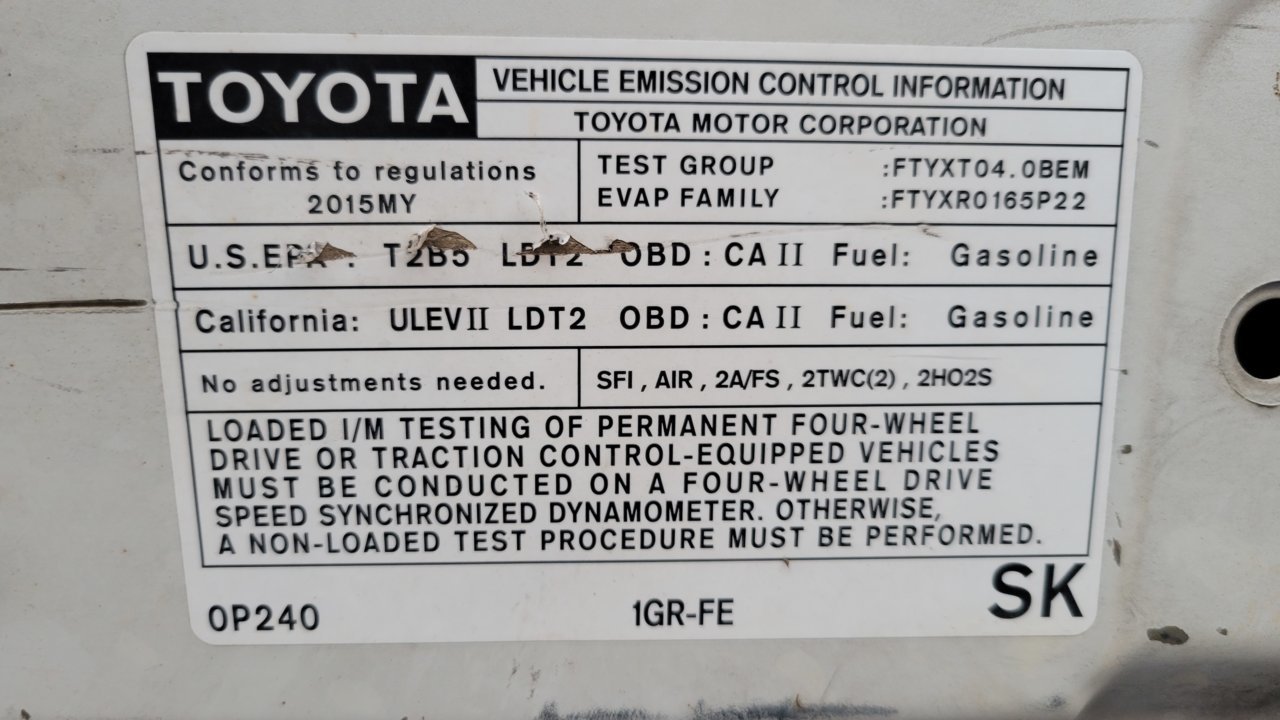 TOYOTA
VEHICLE EMISSION CONTROL INFORMATION
TOYOTA MOTOR CORPORATION
Conforms to regulations
2015MY
TEST GROUP :FTYXT04.0BEM
EVAP FAMILY :FTYXR0165P22
U.S.EPA : T2B5 LDT2 OBD : CA II Fuel: Gasoline
California: ULEVII LDT2 OBD : CA II Fuel: Gasoline
No adjustments needed.
SFI , AIR , 2A/FS , 2TWC(2) , 2HO2S
LOADED I/M TESTING OF PERMANENT FOUR-WHEEL
DRIVE OR TRACTION CONTROL-EQUIPPED VEHICLES
MUST BE CONDUCTED ON A FOUR-WHEEL DRIVE
SPEED SYNCHRONIZED DYNAMOMETER. OTHERWISE,
A NON-LOADED TEST PROCEDURE MUST BE PERFORMED.
0P240 1GR-FE SK